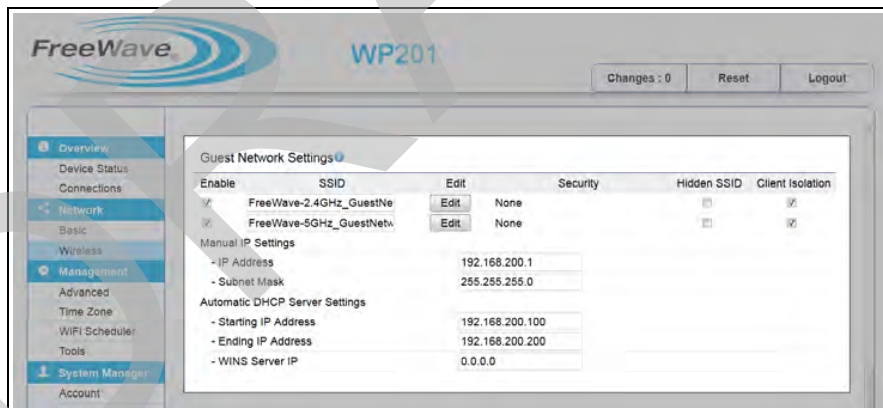 FreeWave
WP201
Changes : 0 Reset Logout
Overview
Device Status
Connections
Network
Basic
Wireless
Management
Advanced
Time Zone
WiFi Scheduler
Tools
System Manager
Account
Guest Network Settings
Enable SSID Edit Security Hidden SSID Client Isolation
FreeWave-2.4GHz_GuestNe Edit None
FreeWave-5GHz_GuestNetw Edit None
Manual IP Settings
- IP Address 192.168.200.1
- Subnet Mask 255.255.255.0
Automatic DHCP Server Settings
- Starting IP Address 192.168.200.100
- Ending IP Address 192.168.200.200
- WINS Server IP 0.0.0.0